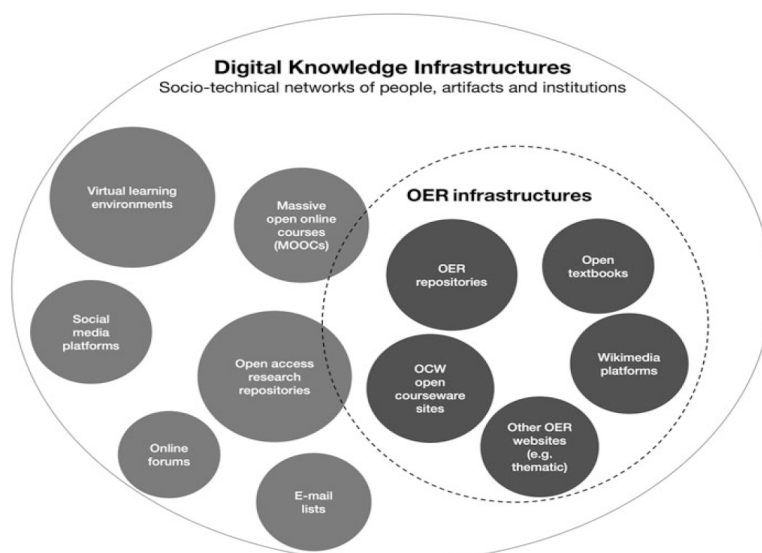 Digital Knowledge Infrastructures
Socio-technical networks of people, artifacts and institutions
Virtual learning
environments
Massive
open online
courses
(MOOCs)
OER infrastructures
OER
repositories
Open
textbooks
Social
media
platforms
Open access
research
repositories
OCW
open
courseware
sites
Wikimedia
platforms
Online
forums
Other OER
websites
(e.g.
thematic)
E-mail
lists